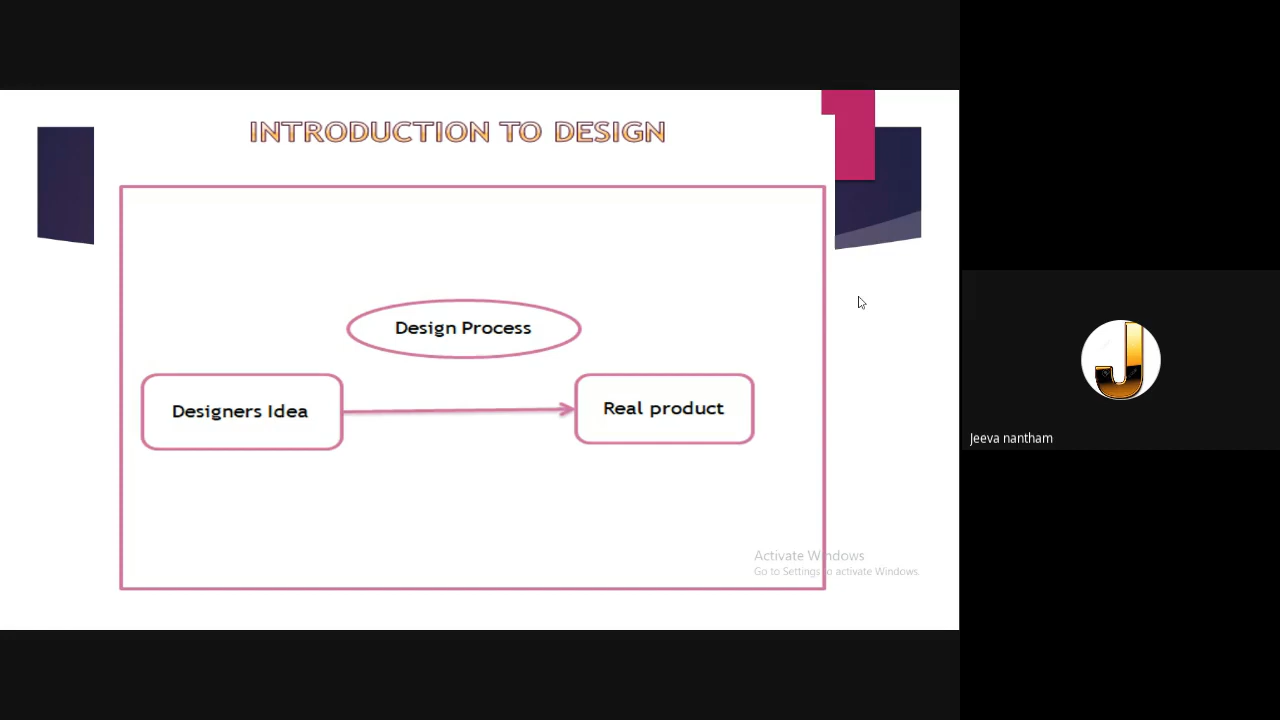 INTRODUCTION TO DESIGN
Design Process
Designers Idea
Real product
Activate Windows
Go to Settings to activate Windows.
J
Jeeva nantham